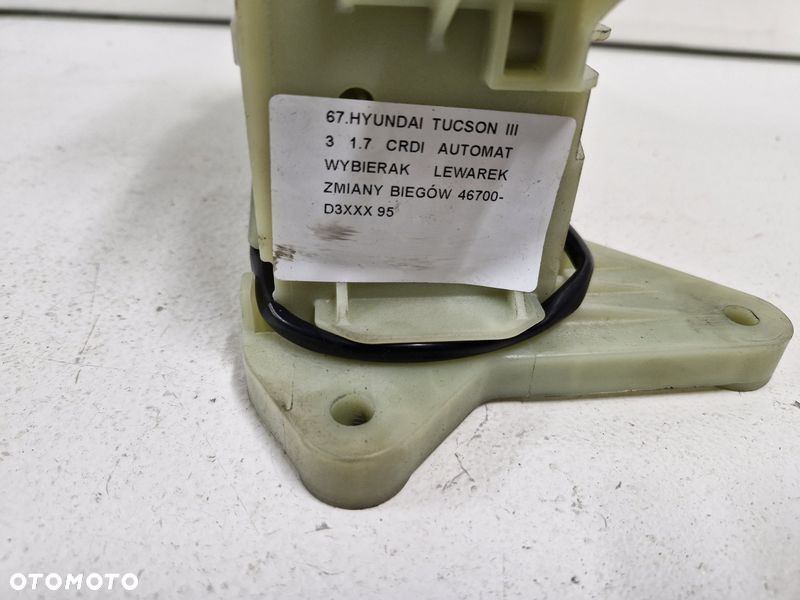 67.HYUNDAI TUCSON III
3 1.7 CRDI AUTOMAT
WYBIERAK LEWAREK
ZMIANY BIEGÓW 46700-
D3XXX 95
OTOMOTO